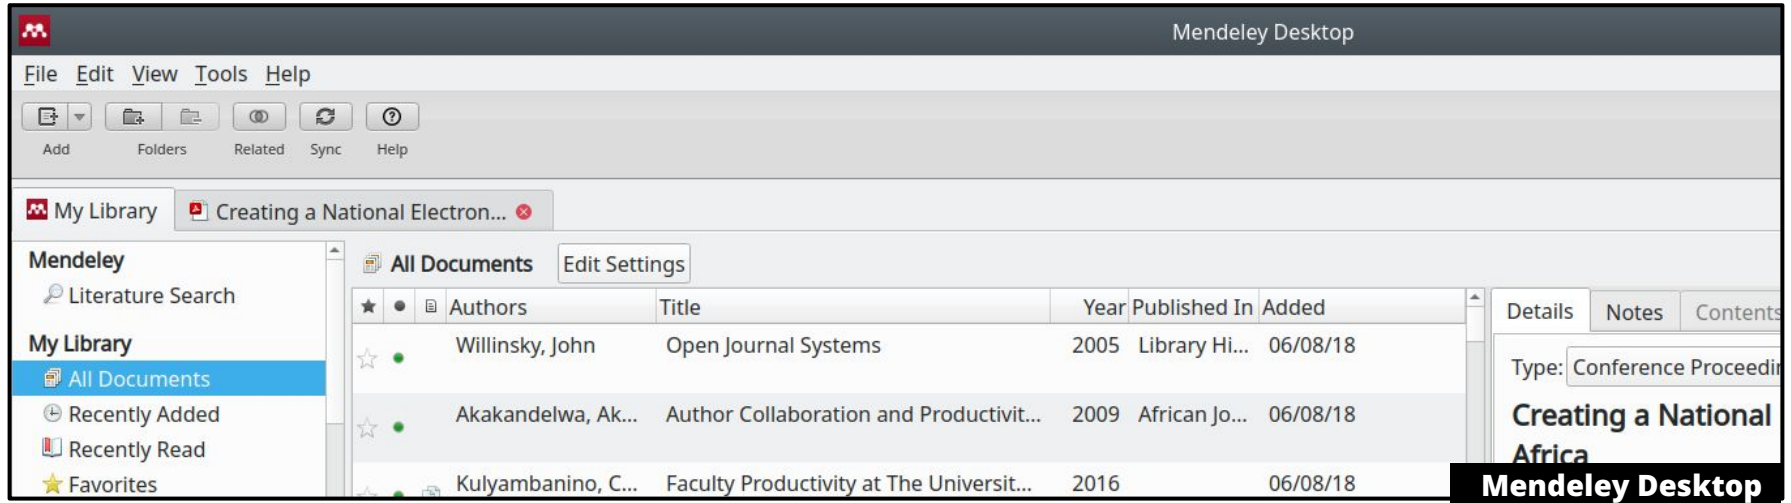 Mendeley Desktop
File Edit View Tools Help
Add Folders Related Sync Help
My Library Creating a National Electron...
Mendeley
Literature Search
My Library
All Documents
Recently Added
Recently Read
Favorites
All Documents Edit Settings
Authors Title Year Published In Added
Willinsky, John Open Journal Systems 2005 Library Hi... 06/08/18
Akakandelwa, Ak... Author Collaboration and Productivit... 2009 African Jo... 06/08/18
Kulyambanino, C... Faculty Productivity at The Universit... 2016 06/08/18
Details Notes Contents
Type: Conference Proceedin
Creating a National
Africa
Mendeley Desktop